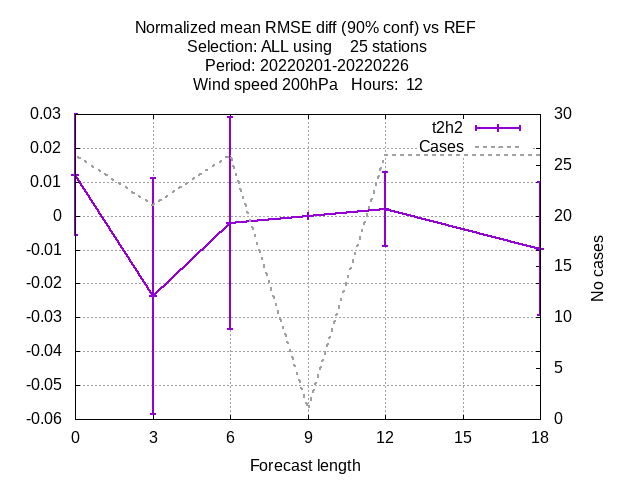 Normalized mean RMSE diff (90% conf) vs REF
Selection: ALL using    25 stations
Period: 20220201-20220226
Wind speed 200hPa   Hours:  12
0.03
0.02
0.01
0
-0.01
-0.02
-0.03
-0.04
-0.05
-0.06
t2h2
Cases
30
25
20
15
10
5
0
No cases
0 3 6 9 12 15 18
Forecast length